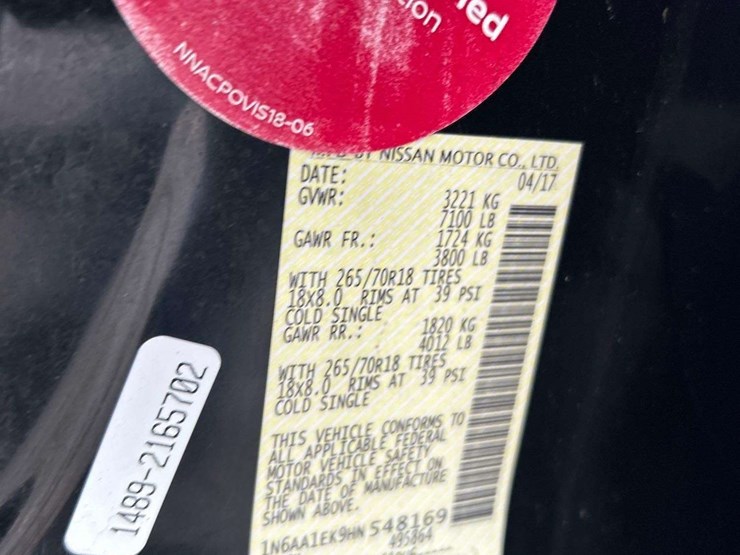 ion
ied
NNACPOVIS18-06
NISSAN MOTOR CO., LTD.
DATE: 04/17
GVWR: 3221 KG
7100 LB
GAWR FR.: 1724 KG
3800 LB
WITH 265/70R18 TIRES
18X8.0 RIMS AT 39 PSI
COLD SINGLE
GAWR RR.: 1820 KG
4012 LB
WITH 265/70R18 TIRES
18X8.0 RIMS AT 39 PSI
COLD SINGLE
THIS VEHICLE CONFORMS TO
ALL APPLICABLE FEDERAL
MOTOR VEHICLE SAFETY
STANDARDS IN EFFECT ON
THE DATE OF MANUFACTURE
SHOWN ABOVE.
1N6AA1EK9HN548169
495864
1489-2165702